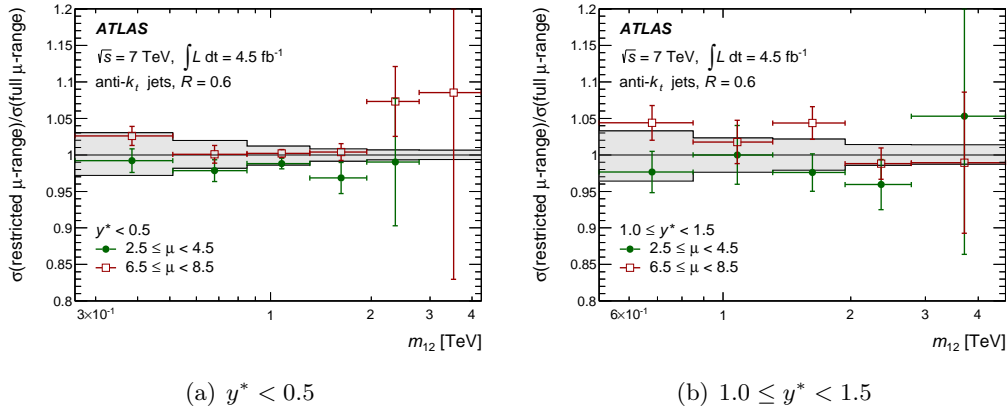 σ(restricted μ-range)/σ(full μ-range)
1.2
1.15
1.1
1.05
1
0.95
0.9
0.85
0.8
ATLAS
√s = 7 TeV, ∫L dt = 4.5 fb⁻¹
anti-kₜ jets, R = 0.6
y* < 0.5
2.5 ≤ μ < 4.5
6.5 ≤ μ < 8.5
3×10⁻¹ 1 2 3 4
m₁₂ [TeV]
(a) y* < 0.5
σ(restricted μ-range)/σ(full μ-range)
1.2
1.15
1.1
1.05
1
0.95
0.9
0.85
0.8
ATLAS
√s = 7 TeV, ∫L dt = 4.5 fb⁻¹
anti-kₜ jets, R = 0.6
1.0 ≤ y* < 1.5
2.5 ≤ μ < 4.5
6.5 ≤ μ < 8.5
6×10⁻¹ 1 2 3 4
m₁₂ [TeV]
(b) 1.0 ≤ y* < 1.5